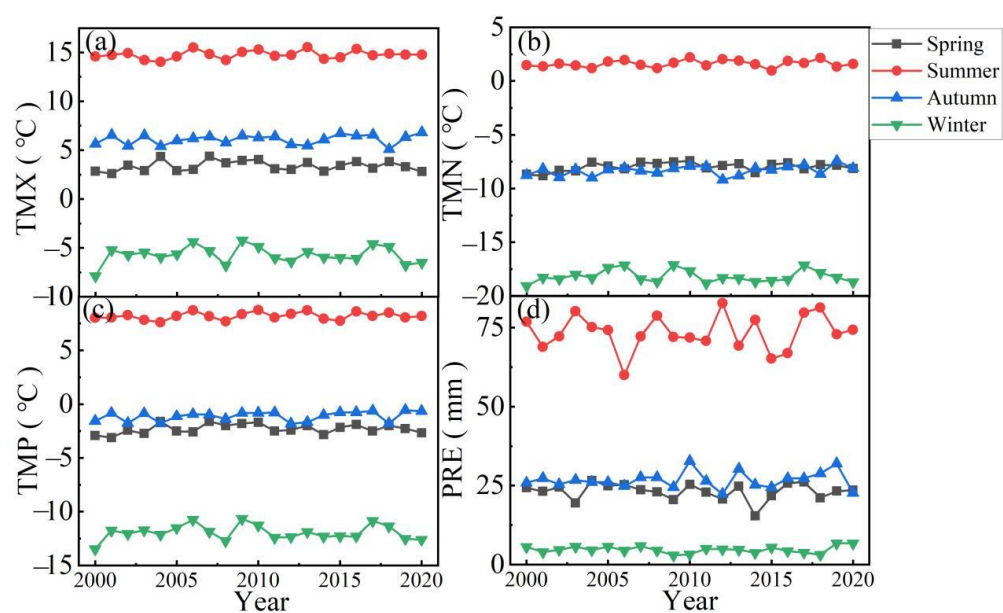 (a)
15
10
5
0
−5
−10
TMX ( °C )
(b)
5
0
−5
−10
−15
−20
TMN ( °C )
Spring
Summer
Autumn
Winter
(c)
5
0
−5
−10
−15
TMP ( °C )
2000 2005 2010 2015 2020
Year
(d)
75
50
25
0
PRE ( mm )
2000 2005 2010 2015 2020
Year